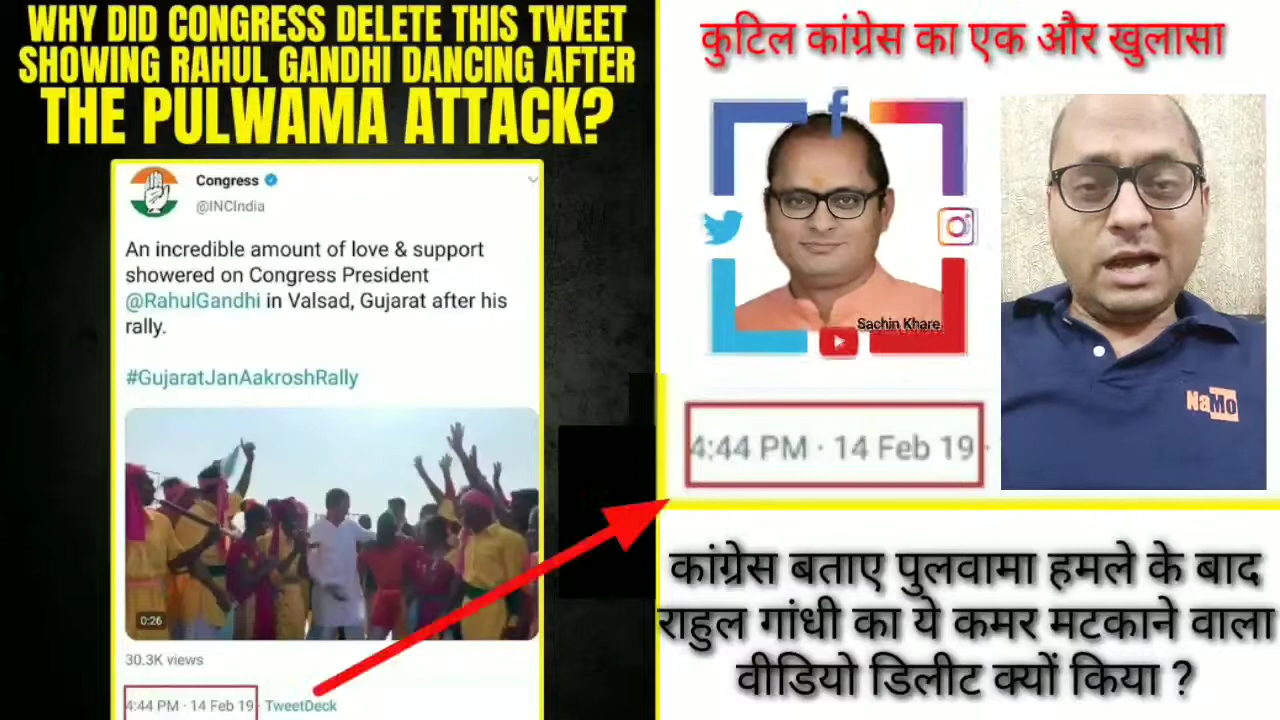 WHY DID CONGRESS DELETE THIS TWEET
SHOWING RAHUL GANDHI DANCING AFTER
THE PULWAMA ATTACK?
Congress
@INCIndia
An incredible amount of love & support
showered on Congress President
@RahulGandhi in Valsad, Gujarat after his
rally.
#GujaratJanAakroshRally
0:26
30.3K views
4:44 PM · 14 Feb 19 · TweetDeck
कुटिल कांग्रेस का एक और खुलासा
f
Sachin Khare
NaMo
4:44 PM · 14 Feb 19 ·
कांग्रेस बताए पुलवामा हमले के बाद
राहुल गांधी का ये कमर मटकाने वाला
वीडियो डिलीट क्यों किया ?